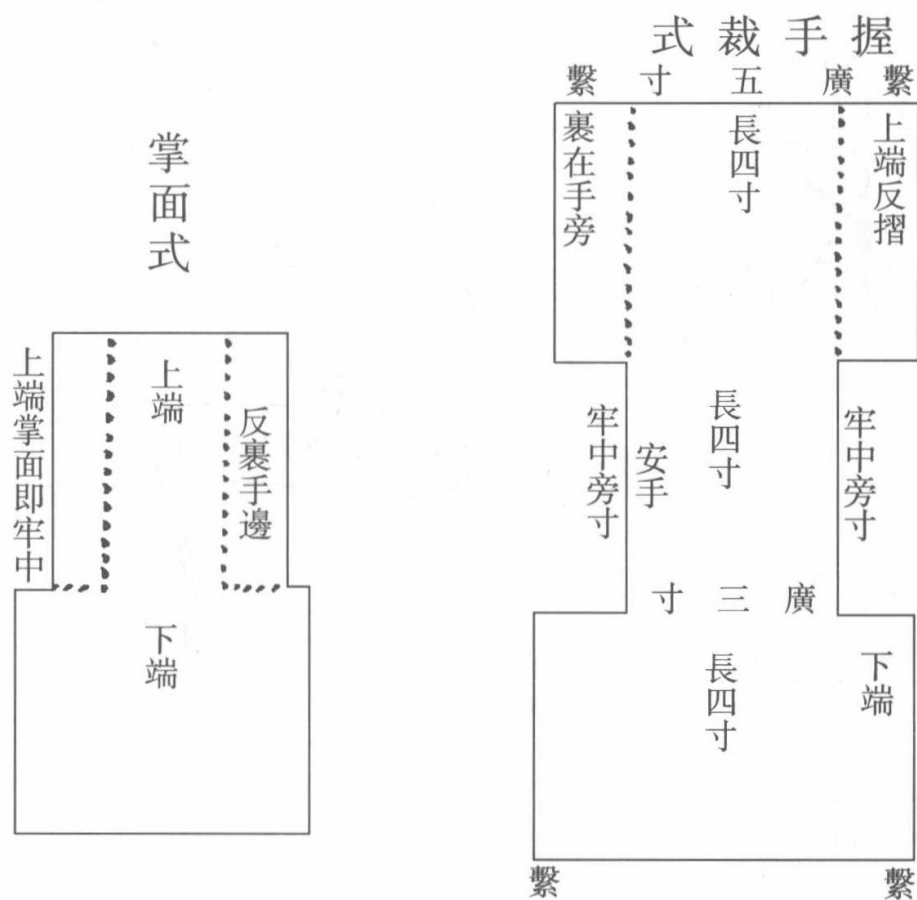 握手裁式
繫
廣五寸
繫
上端反摺
長四寸
裹在手旁
牢中旁寸
長四寸
安手
牢中旁寸
廣三寸
下端
長四寸
繫
繫
掌面式
反裹手邊
上端
上端掌面即牢中
下端